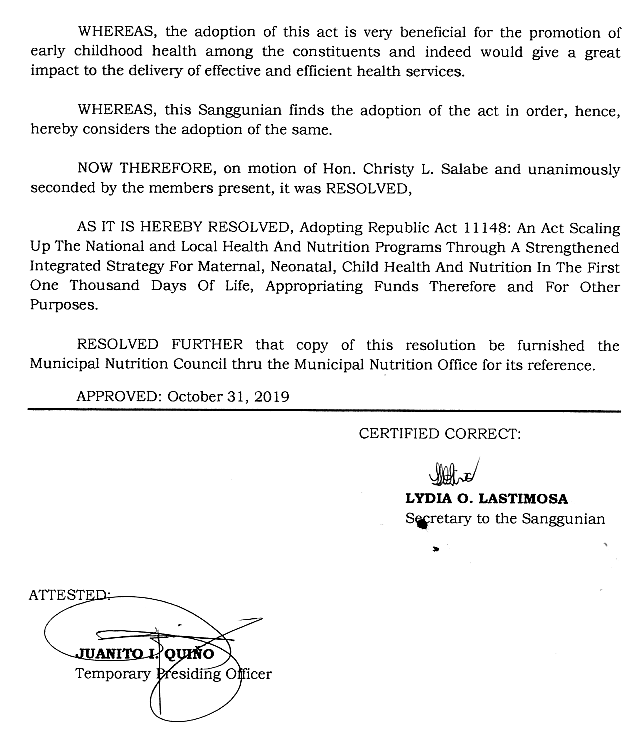 WHEREAS, the adoption of this act is very beneficial for the promotion of
early childhood health among the constituents and indeed would give a great
impact to the delivery of effective and efficient health services.
WHEREAS, this Sanggunian finds the adoption of the act in order, hence,
hereby considers the adoption of the same.
NOW THEREFORE, on motion of Hon. Christy L. Salabe and unanimously
seconded by the members present, it was RESOLVED,
AS IT IS HEREBY RESOLVED, Adopting Republic Act 11148: An Act Scaling
Up The National and Local Health And Nutrition Programs Through A Strengthened
Integrated Strategy For Maternal, Neonatal, Child Health And Nutrition In The First
One Thousand Days Of Life, Appropriating Funds Therefore and For Other
Purposes.
RESOLVED FURTHER that copy of this resolution be furnished the
Municipal Nutrition Council thru the Municipal Nutrition Office for its reference.
APPROVED: October 31, 2019
CERTIFIED CORRECT:
LYDIA O. LASTIMOSA
Secretary to the Sanggunian
ATTESTED:
JUANITO I. QUIÑO
Temporary Presiding Officer